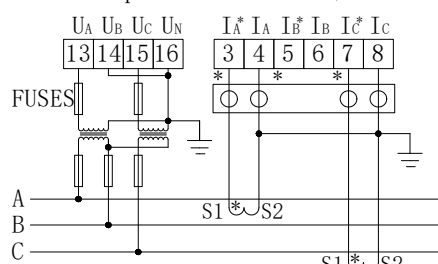 UA UB UC UN IA* IA IB* IB IC* IC
13 14 15 16 3 4 5 6 7 8
* * *
FUSES
A
S1 * S2
B
C
S1 * S2